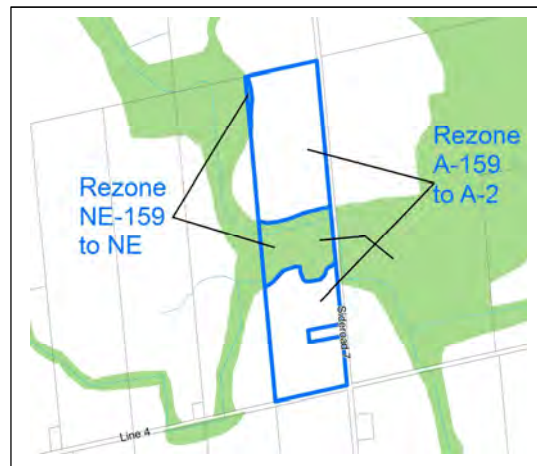 Rezone
A-159
to A-2
Rezone
NE-159
to NE
Sideroad 7
Line 4